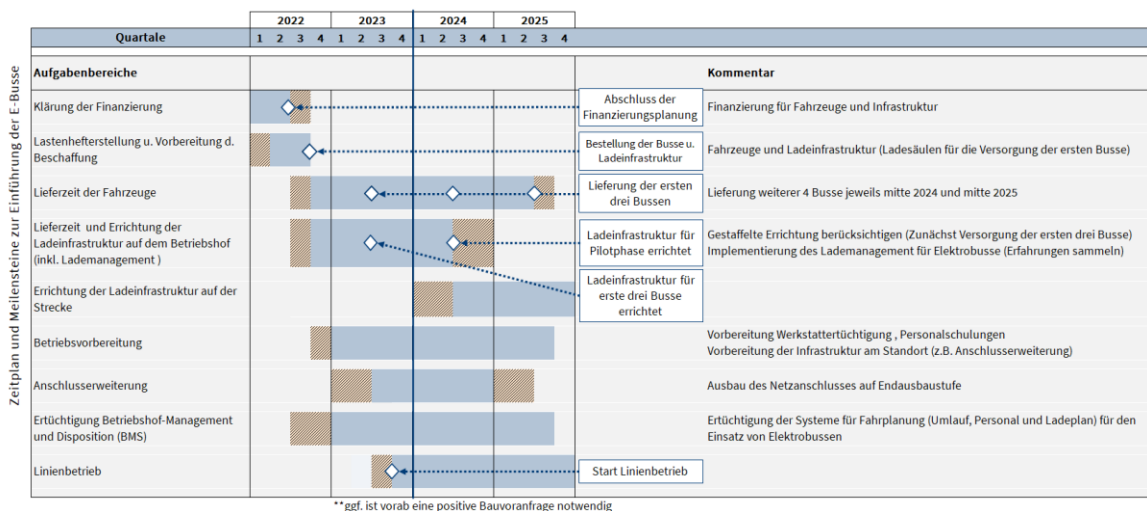 Zeitplan und Meilensteine zur Einführung der E-Busse
2022 2023 2024 2025
Quartale 1 2 3 4 1 2 3 4 1 2 3 4 1 2 3 4
Aufgabenbereiche
Kommentar
Klärung der Finanzierung
Abschluss der
Finanzierungsplanung
Finanzierung für Fahrzeuge und Infrastruktur
Lastenhefterstellung u. Vorbereitung d.
Beschaffung
Bestellung der Busse u.
Ladeinfrastruktur
Fahrzeuge und Ladeinfrastruktur (Ladesäulen für die Versorgung der ersten Busse)
Lieferzeit der Fahrzeuge
Lieferung der ersten
drei Bussen
Lieferung weiterer 4 Busse jeweils mitte 2024 und mitte 2025
Lieferzeit und Errichtung der
Ladeinfrastruktur auf dem Betriebshof
(inkl. Lademanagement )
Ladeinfrastruktur für
Pilotphase errichtet
Gestaffelte Errichtung berücksichtigen (Zunächst Versorgung der ersten drei Busse)
Implementierung des Lademanagement für Elektrobusse (Erfahrungen sammeln)
Ladeinfrastruktur für
erste drei Busse
errichtet
Errichtung der Ladeinfrastruktur auf der
Strecke
Betriebsvorbereitung
Vorbereitung Werkstattertüchtigung , Personalschulungen
Vorbereitung der Infrastruktur am Standort (z.B. Anschlusserweiterung)
Anschlusserweiterung
Ausbau des Netzanschlusses auf Endausbaustufe
Ertüchtigung Betriebshof-Management
und Disposition (BMS)
Ertüchtigung der Systeme für Fahrplanung (Umlauf, Personal und Ladeplan) für den
Einsatz von Elektrobussen
Linienbetrieb
Start Linienbetrieb
**ggf. ist vorab eine positive Bauvoranfrage notwendig